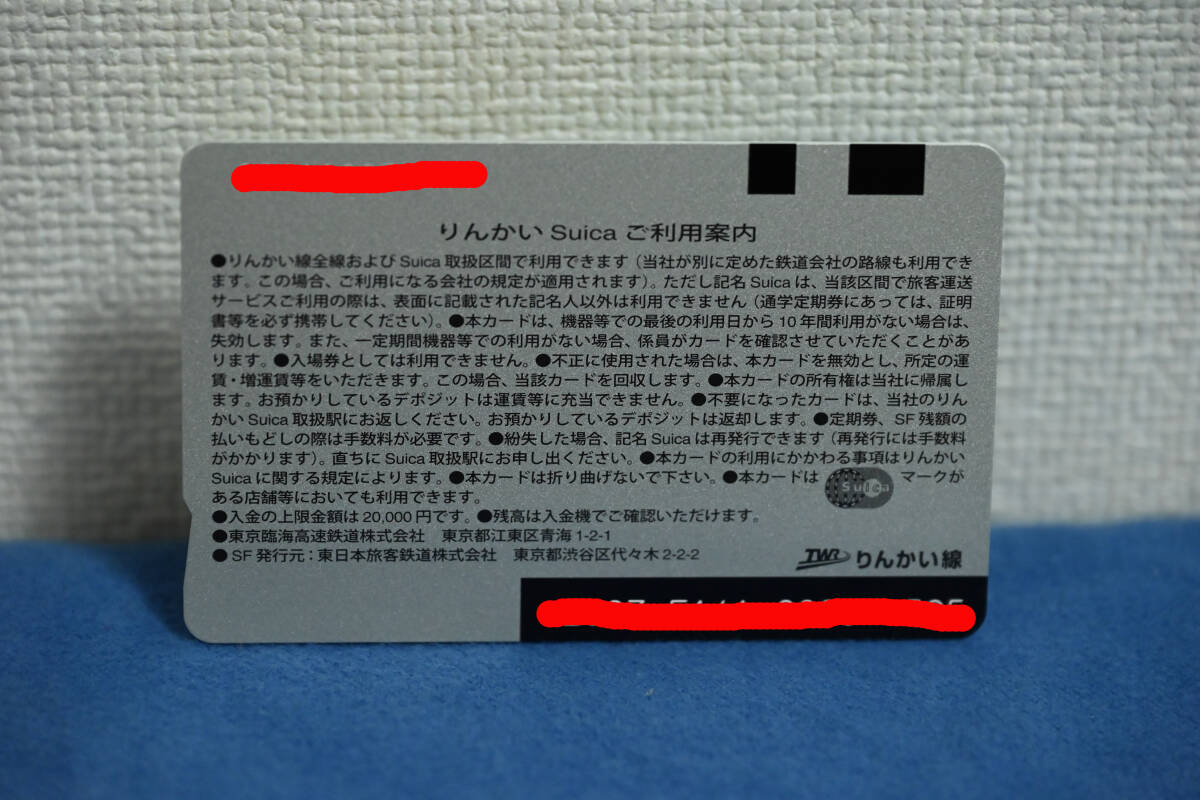 りんかい Suica ご利用案内
●りんかい線全線および Suica 取扱区間で利用できます（当社が別に定めた鉄道会社の路線も利用でき
ます。この場合、ご利用になる会社の規定が適用されます）。ただし記名 Suica は、当該区間で旅客運送
サービスご利用の際は、表面に記載された記名人以外は利用できません（通学定期券にあっては、証明
書等を必ず携帯してください）。●本カードは、機器等での最後の利用日から 10 年間利用がない場合は、
失効します。また、一定期間機器等での利用がない場合、係員がカードを確認させていただくことがあ
ります。●入場券としては利用できません。●不正に使用された場合は、本カードを無効とし、所定の運
賃・増運賃等をいただきます。この場合、当該カードを回収します。●本カードの所有権は当社に帰属し
ます。お預かりしているデポジットは運賃等に充当できません。●不要になったカードは、当社のりん
かい Suica 取扱駅にお返しください。お預かりしているデポジットは返却します。●定期券、SF 残額の
払いもどしの際は手数料が必要です。●紛失した場合、記名 Suica は再発行できます（再発行には手数料
がかかります）。直ちに Suica 取扱駅にお申し出ください。●本カードの利用にかかわる事項はりんかい
Suica に関する規定によります。●本カードは折り曲げないで下さい。●本カードは Suica マークが
ある店舗等においても利用できます。
●入金の上限金額は 20,000 円です。●残高は入金機でご確認いただけます。
●東京臨海高速鉄道株式会社　東京都江東区青海 1-2-1
●SF 発行元：東日本旅客鉄道株式会社　東京都渋谷区代々木 2-2-2
TWR りんかい線